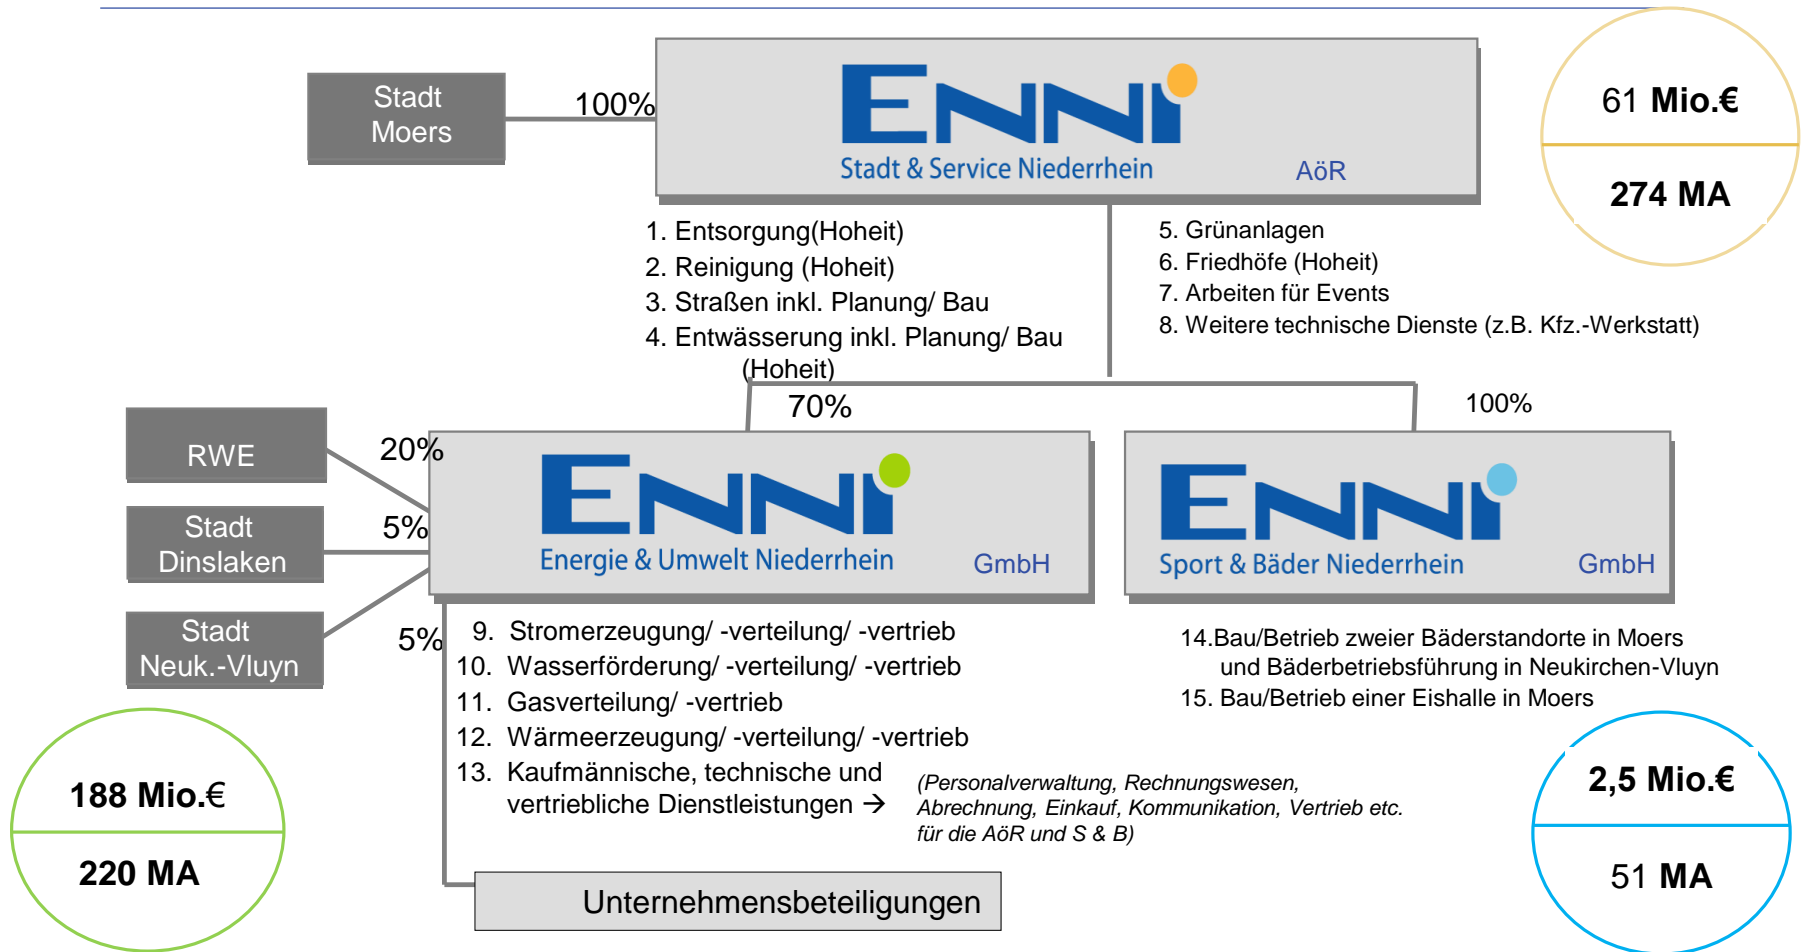 Stadt
Moers
100%
ENNI
Stadt & Service Niederrhein
AöR
61 Mio.€
274 MA
1. Entsorgung(Hoheit)
2. Reinigung (Hoheit)
3. Straßen inkl. Planung/ Bau
4. Entwässerung inkl. Planung/ Bau
(Hoheit)
5. Grünanlagen
6. Friedhöfe (Hoheit)
7. Arbeiten für Events
8. Weitere technische Dienste (z.B. Kfz.-Werkstatt)
70%
100%
RWE
20%
Stadt
Dinslaken
5%
Stadt
Neuk.-Vluyn
5%
ENNI
Energie & Umwelt Niederrhein
GmbH
ENNI
Sport & Bäder Niederrhein
GmbH
9. Stromerzeugung/ -verteilung/ -vertrieb
10. Wasserförderung/ -verteilung/ -vertrieb
11. Gasverteilung/ -vertrieb
12. Wärmeerzeugung/ -verteilung/ -vertrieb
13. Kaufmännische, technische und
vertriebliche Dienstleistungen →
(Personalverwaltung, Rechnungswesen,
Abrechnung, Einkauf, Kommunikation, Vertrieb etc.
für die AöR und S & B)
14.Bau/Betrieb zweier Bäderstandorte in Moers
und Bäderbetriebsführung in Neukirchen-Vluyn
15. Bau/Betrieb einer Eishalle in Moers
188 Mio.€
220 MA
2,5 Mio.€
51 MA
Unternehmensbeteiligungen